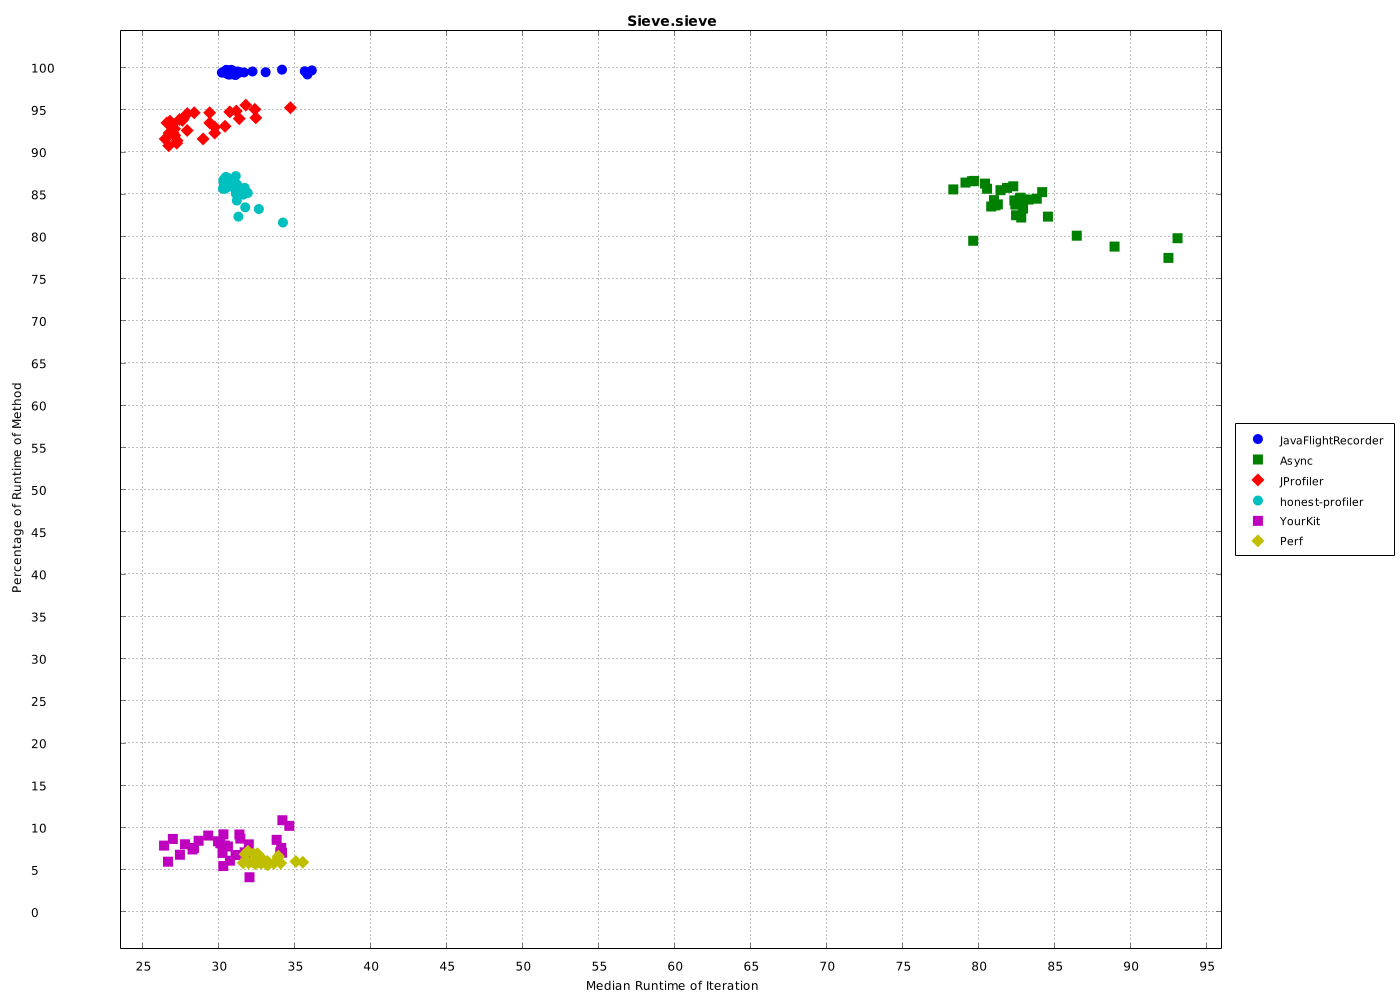 Sieve.sieve
Percentage of Runtime of Method
100
95
90
85
80
75
70
65
60
55
50
45
40
35
30
25
20
15
10
5
0
25 30 35 40 45 50 55 60 65 70 75 80 85 90 95
Median Runtime of Iteration
JavaFlightRecorder
Async
JProfiler
honest-profiler
YourKit
Perf